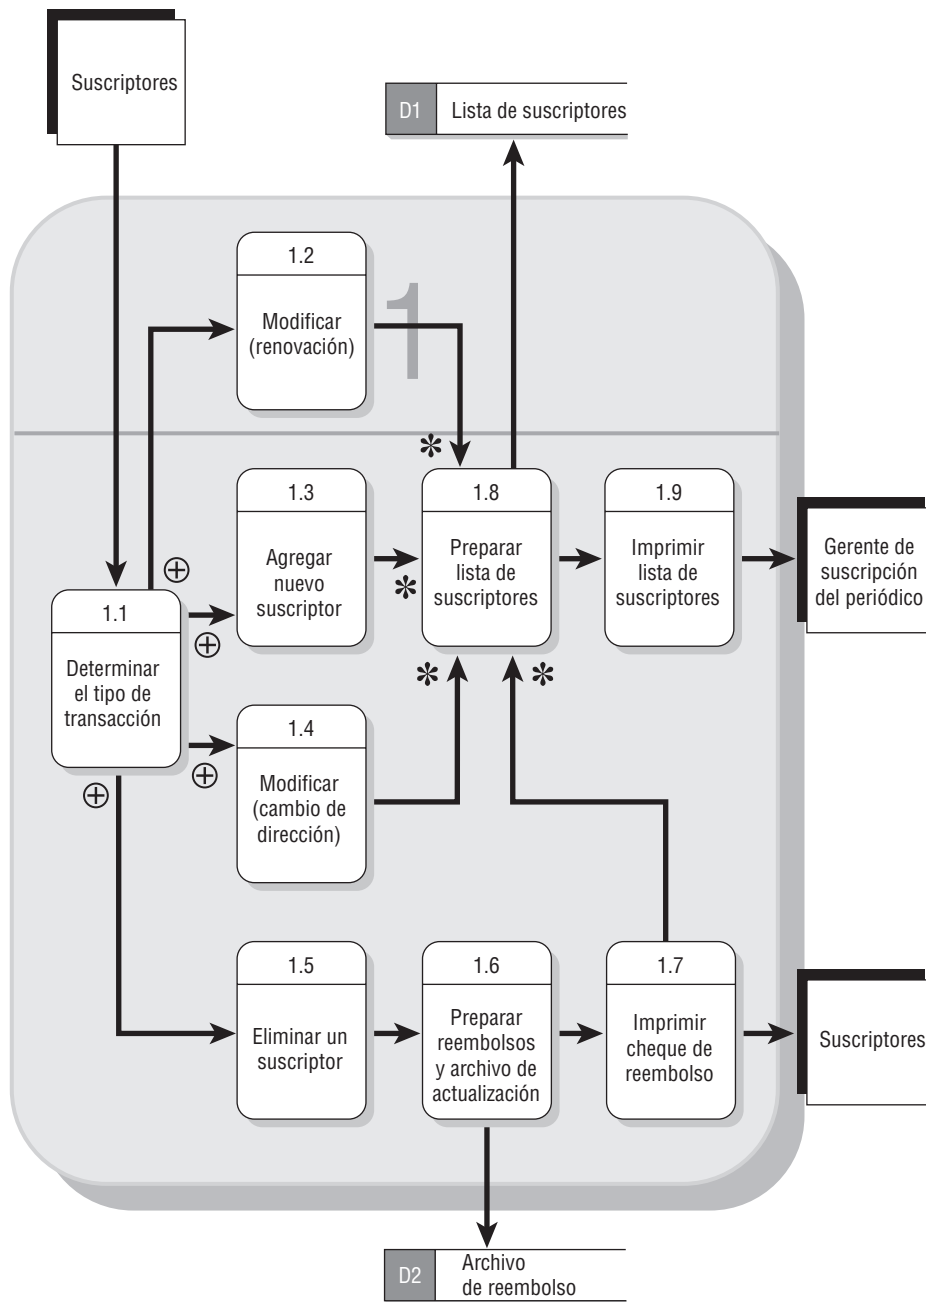 Suscriptores
D1
Lista de suscriptores
1
1.2
Modificar
(renovación)
1.3
Agregar
nuevo
suscriptor
1.8
Preparar
lista de
suscriptores
1.9
Imprimir
lista de
suscriptores
Gerente de
suscripción
del periódico
1.1
Determinar
el tipo de
transacción
1.4
Modificar
(cambio de
dirección)
1.5
Eliminar un
suscriptor
1.6
Preparar
reembolsos
y archivo de
actualización
1.7
Imprimir
cheque de
reembolso
Suscriptores
D2
Archivo
de reembolso